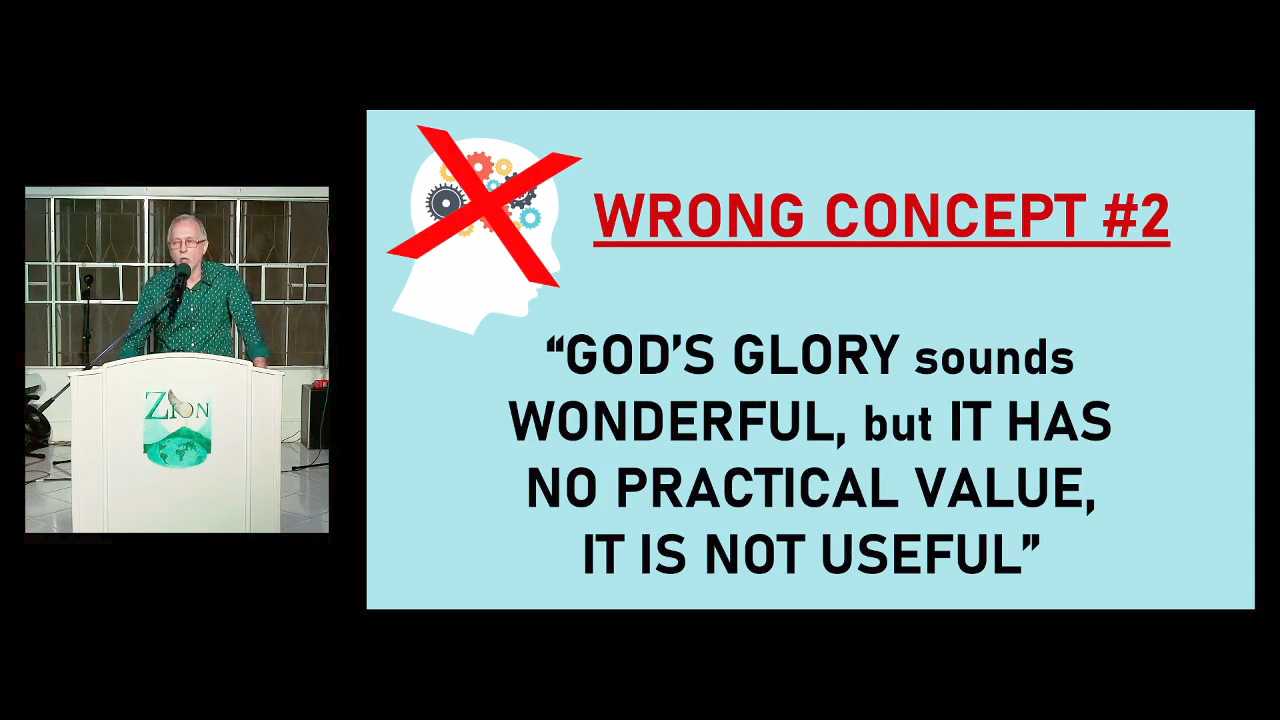 ZION
WRONG CONCEPT #2
“GOD’S GLORY sounds
WONDERFUL, but IT HAS
NO PRACTICAL VALUE,
IT IS NOT USEFUL”